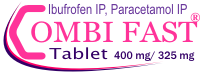 Ibufrofen IP, Paracetamol IP
COMBI FAST®
Tablet 400 mg/ 325 mg